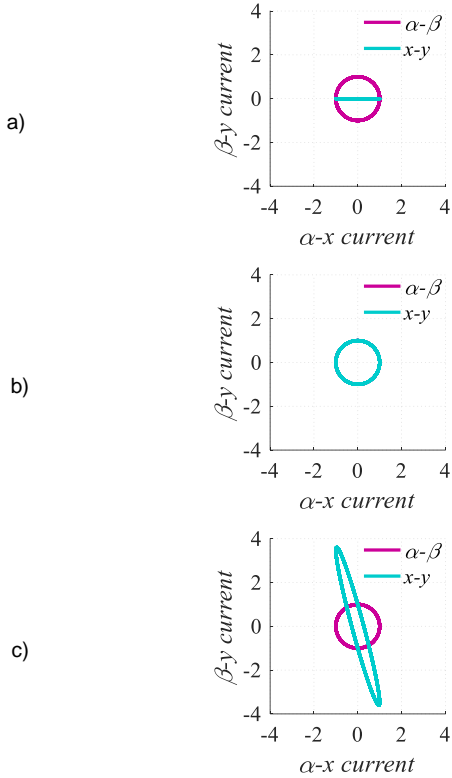 a)
4
2
0
-2
-4
β-y current
α-β
x-y
-4 -2 0 2 4
α-x current
b)
4
2
0
-2
-4
β-y current
α-β
x-y
-4 -2 0 2 4
α-x current
c)
4
2
0
-2
-4
β-y current
α-β
x-y
-4 -2 0 2 4
α-x current